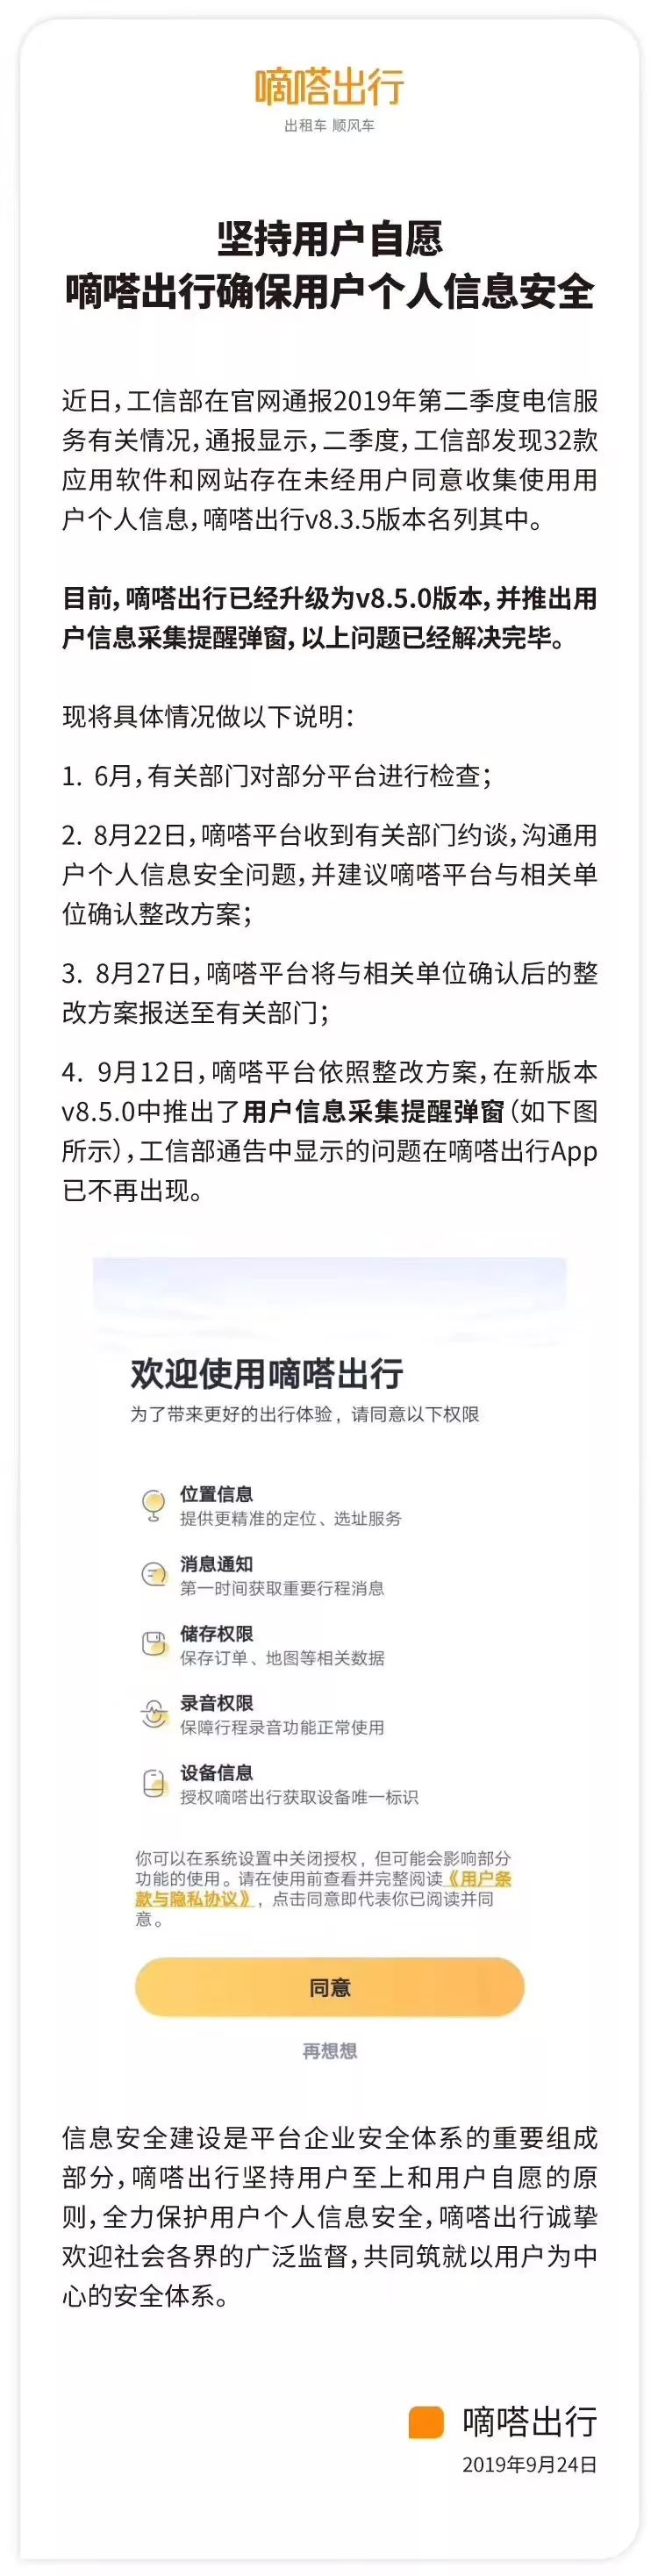 嘀嗒出行
出租车 顺风车
坚持用户自愿
嘀嗒出行确保用户个人信息安全
近日，工信部在官网通报2019年第二季度电信服
务有关情况，通报显示，二季度，工信部发现32款
应用软件和网站存在未经用户同意收集使用用
户个人信息，嘀嗒出行v8.3.5版本名列其中。
目前，嘀嗒出行已经升级为v8.5.0版本，并推出用
户信息采集提醒弹窗，以上问题已经解决完毕。
现将具体情况做以下说明：
1. 6月，有关部门对部分平台进行检查；
2. 8月22日，嘀嗒平台收到有关部门约谈，沟通用
户个人信息安全问题，并建议嘀嗒平台与相关单
位确认整改方案；
3. 8月27日，嘀嗒平台将与相关单位确认后的整
改方案报送至有关部门；
4. 9月12日，嘀嗒平台依照整改方案，在新版本
v8.5.0中推出了用户信息采集提醒弹窗（如下图
所示），工信部通告中显示的问题在嘀嗒出行App
已不再出现。
欢迎使用嘀嗒出行
为了带来更好的出行体验，请同意以下权限
位置信息
提供更精准的定位、选址服务
消息通知
第一时间获取重要行程消息
储存权限
保存订单、地图等相关数据
录音权限
保障行程录音功能正常使用
设备信息
授权嘀嗒出行获取设备唯一标识
你可以在系统设置中关闭授权，但可能会影响部分
功能的使用。请在使用前查看并完整阅读《用户条
款与隐私协议》，点击同意即代表你已阅读并同
意。
同意
再想想
信息安全建设是平台企业安全体系的重要组成
部分，嘀嗒出行坚持用户至上和用户自愿的原
则，全力保护用户个人信息安全，嘀嗒出行诚挚
欢迎社会各界的广泛监督，共同筑就以用户为中
心的安全体系。
嘀嗒出行
2019年9月24日